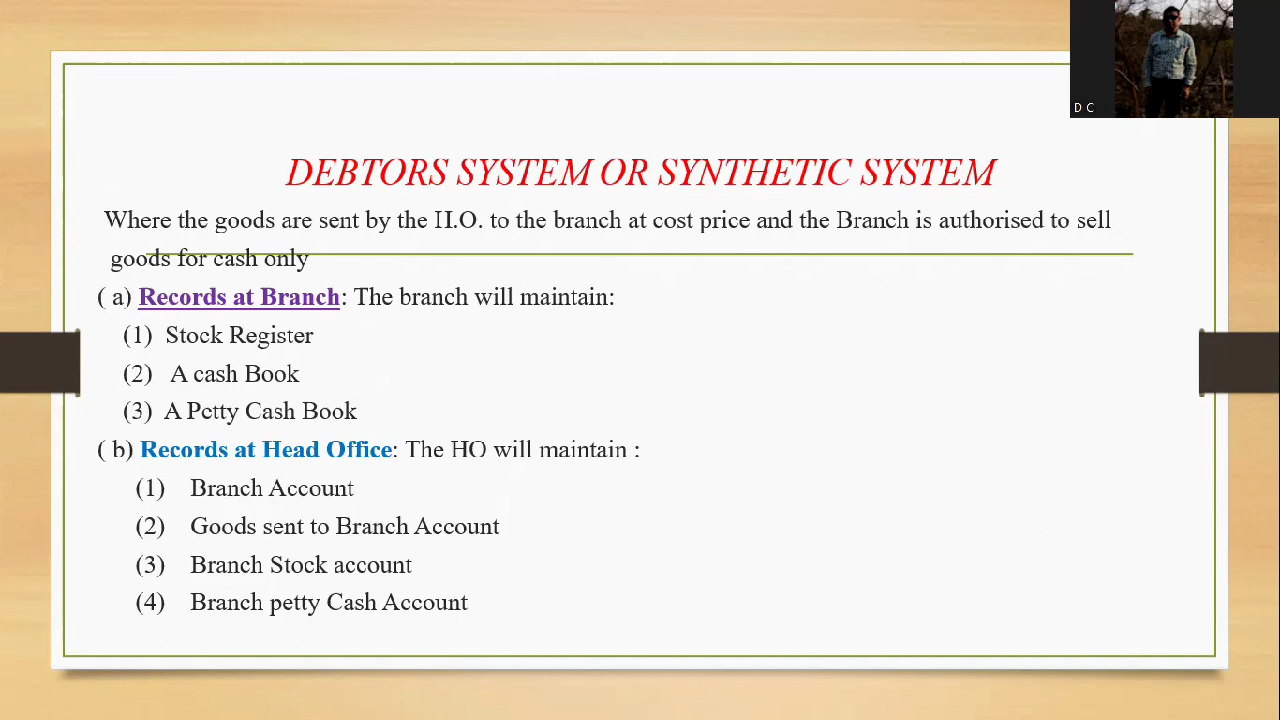 D C
DEBTORS SYSTEM OR SYNTHETIC SYSTEM
Where the goods are sent by the H.O. to the branch at cost price and the Branch is authorised to sell
goods for cash only
( a) Records at Branch: The branch will maintain:
(1) Stock Register
(2) A cash Book
(3) A Petty Cash Book
( b) Records at Head Office: The HO will maintain :
(1) Branch Account
(2) Goods sent to Branch Account
(3) Branch Stock account
(4) Branch petty Cash Account